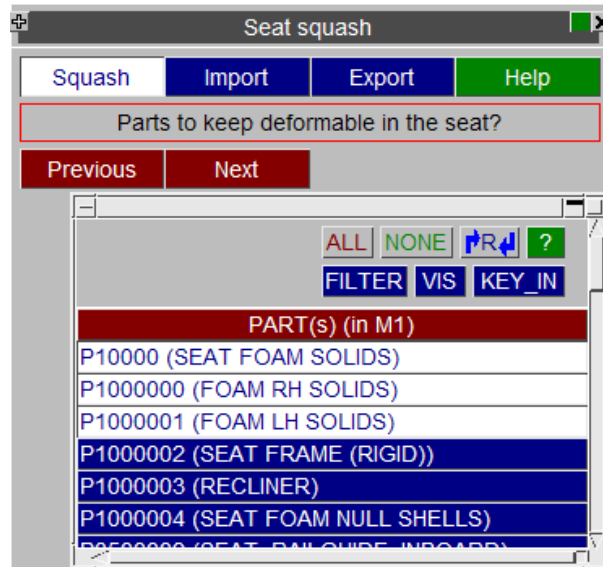 Seat squash
Squash Import Export Help
Parts to keep deformable in the seat?
Previous Next
ALL NONE R ?
FILTER VIS KEY_IN
PART(s) (in M1)
P10000 (SEAT FOAM SOLIDS)
P1000000 (FOAM RH SOLIDS)
P1000001 (FOAM LH SOLIDS)
P1000002 (SEAT FRAME (RIGID))
P1000003 (RECLINER)
P1000004 (SEAT FOAM NULL SHELLS)